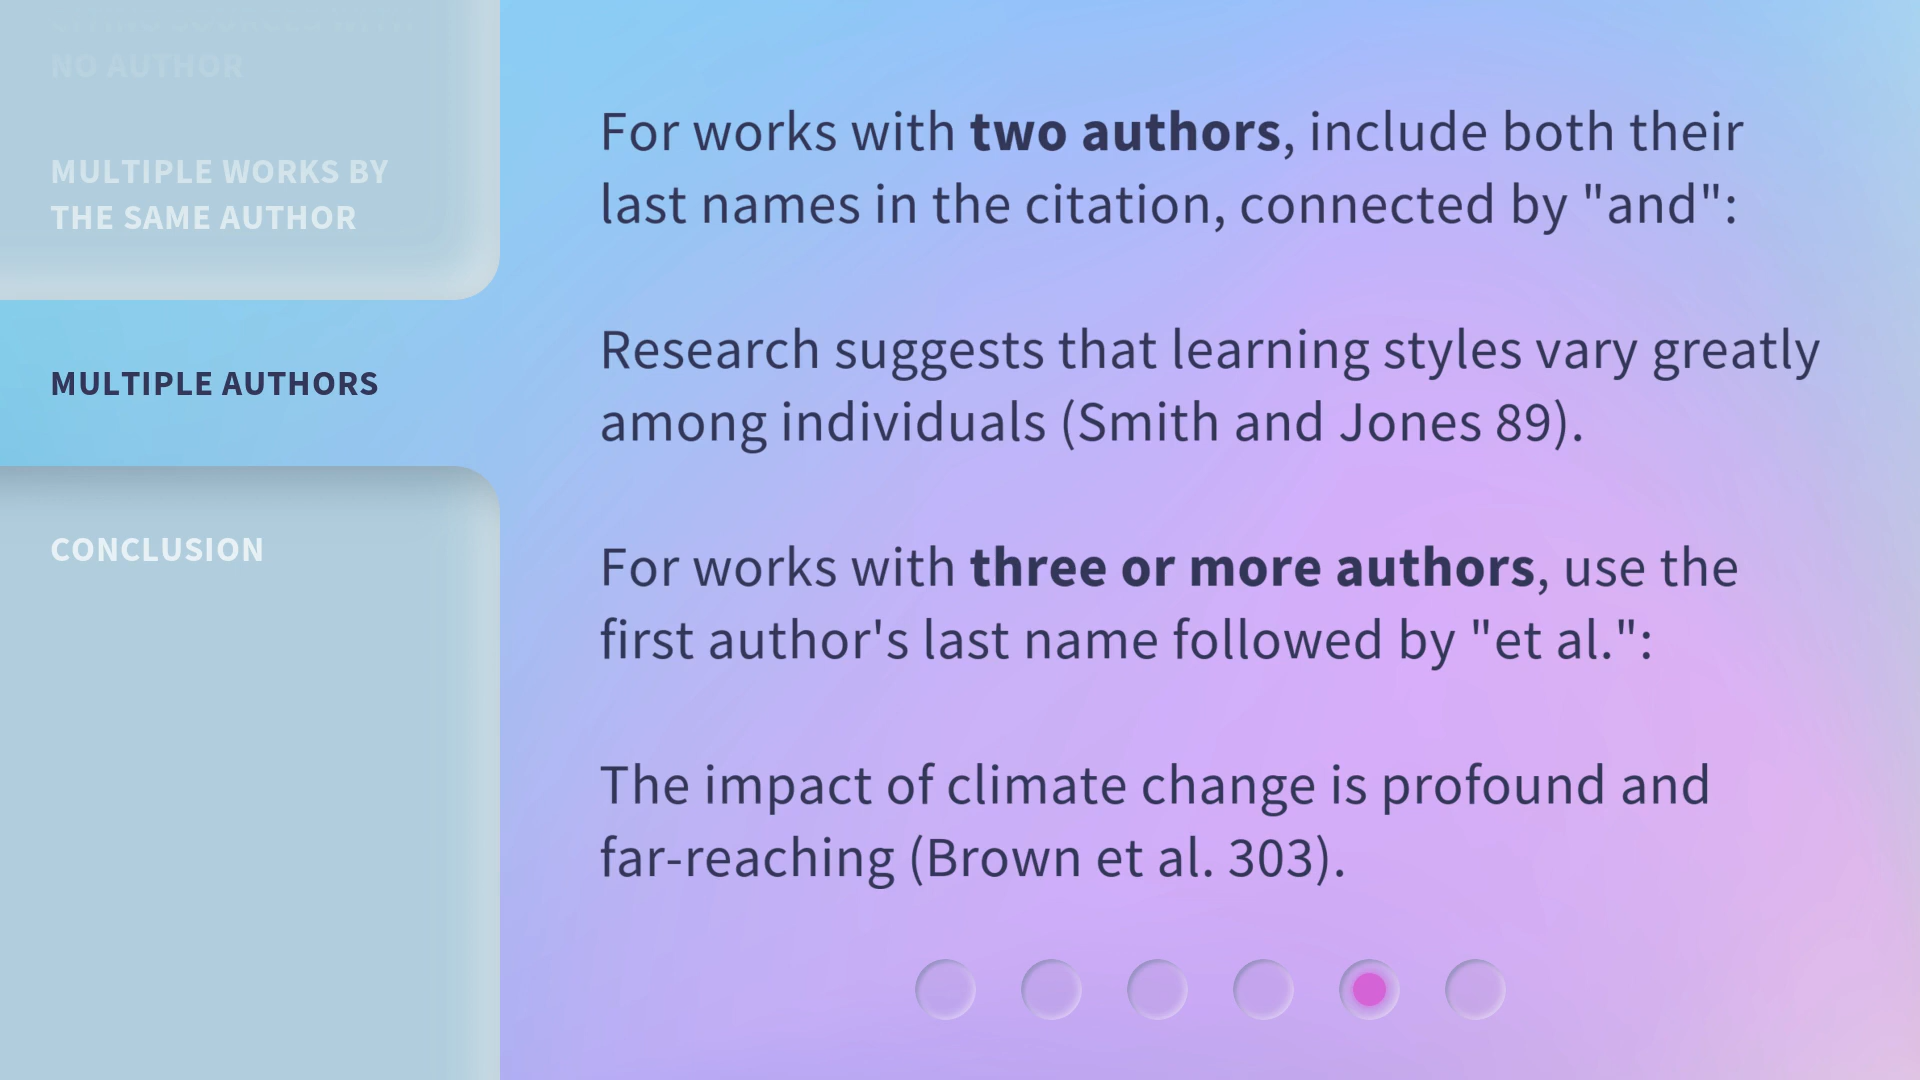 CITING SOURCES WITH
NO AUTHOR
MULTIPLE WORKS BY
THE SAME AUTHOR
MULTIPLE AUTHORS
CONCLUSION
For works with two authors, include both their
last names in the citation, connected by "and":
Research suggests that learning styles vary greatly
among individuals (Smith and Jones 89).
For works with three or more authors, use the
first author's last name followed by "et al.":
The impact of climate change is profound and
far-reaching (Brown et al. 303).